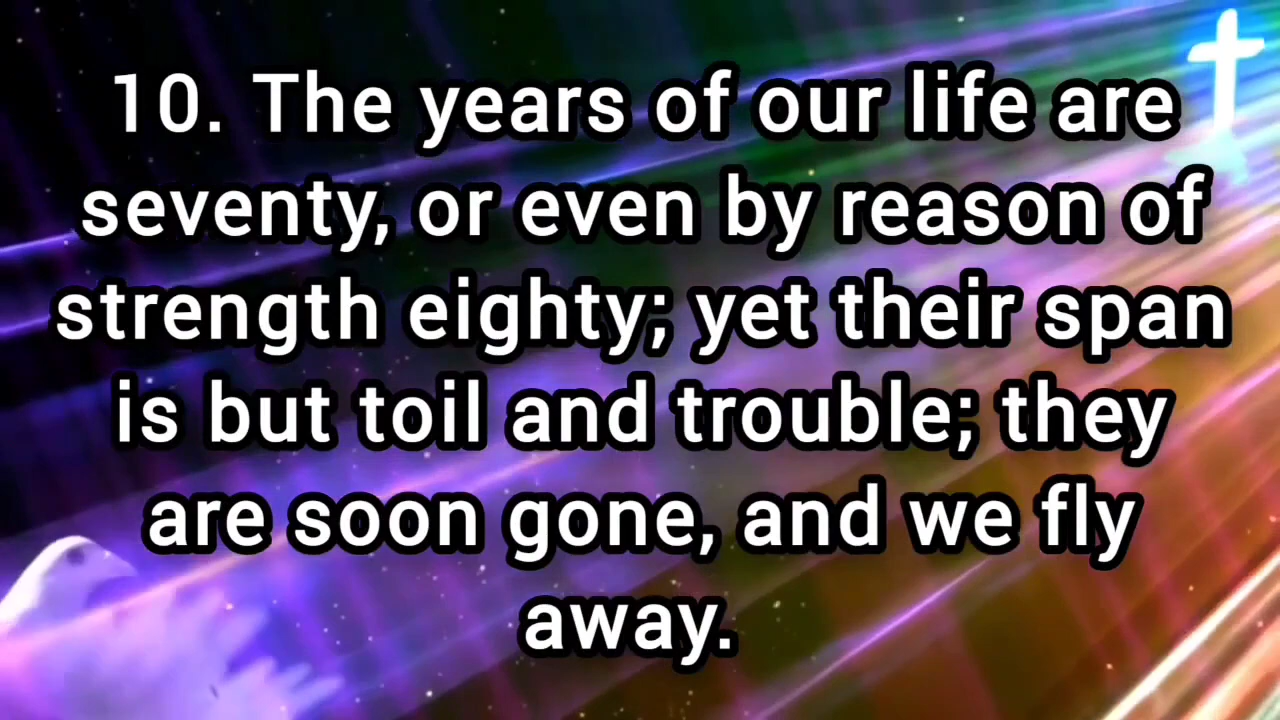 10. The years of our life are
seventy, or even by reason of
strength eighty; yet their span
is but toil and trouble; they
are soon gone, and we fly
away.